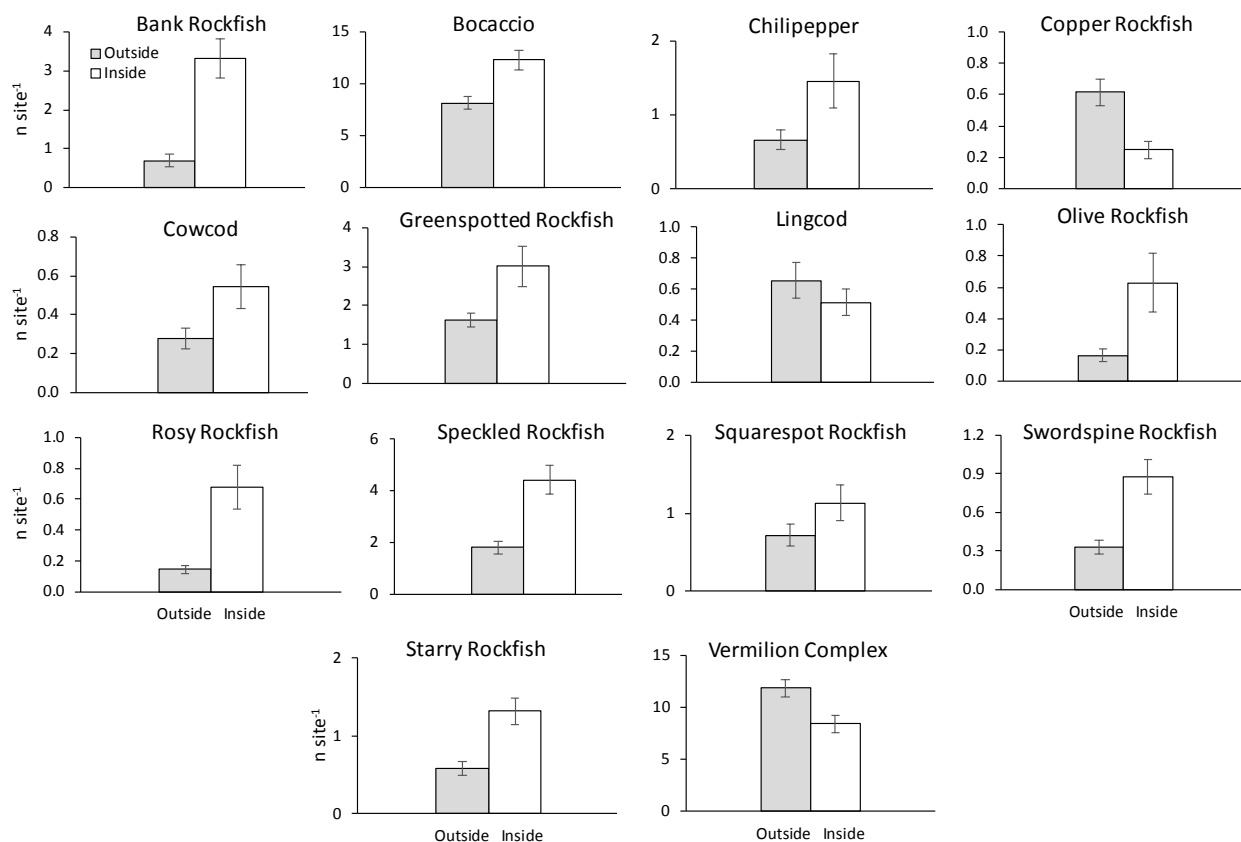 Bank Rockfish
Bocaccio
Chilipepper
Copper Rockfish
n site-1
4
3
2
1
0
Outside
Inside
15
10
5
0
2
1
0
1.0
0.8
0.6
0.4
0.2
0.0
Cowcod
Greenspotted Rockfish
Lingcod
Olive Rockfish
n site-1
0.8
0.6
0.4
0.2
0.0
4
3
2
1
0
1.0
0.8
0.6
0.4
0.2
0.0
1.0
0.8
0.6
0.4
0.2
0.0
Rosy Rockfish
Speckled Rockfish
Squarespot Rockfish
Swordspine Rockfish
n site-1
1.0
0.8
0.6
0.4
0.2
0.0
6
4
2
0
2
1
0
1.2
0.9
0.6
0.3
0.0
Outside Inside
Outside Inside
Starry Rockfish
Vermilion Complex
n site-1
2
1
0
15
10
5
0
Outside Inside
Outside Inside